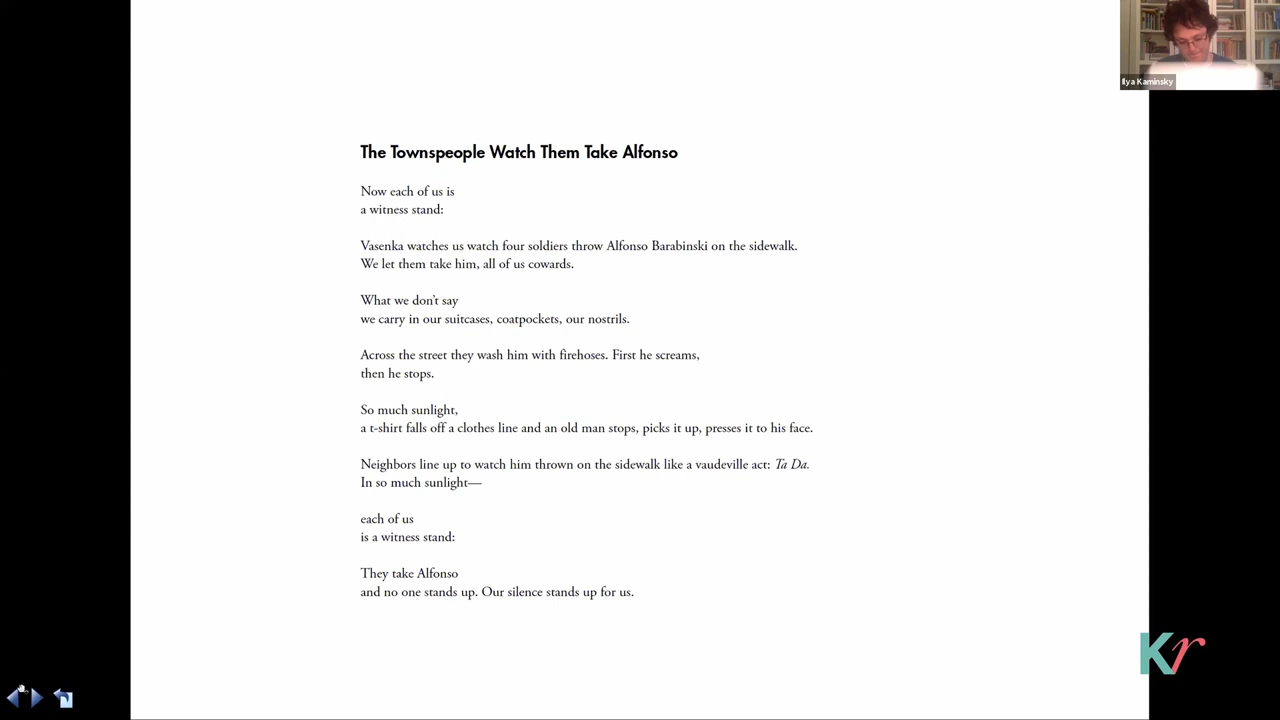 Ilya Kaminsky
The Townspeople Watch Them Take Alfonso
Now each of us is
a witness stand:
Vasenka watches us watch four soldiers throw Alfonso Barabinski on the sidewalk.
We let them take him, all of us cowards.
What we don't say
we carry in our suitcases, coatpockets, our nostrils.
Across the street they wash him with firehoses. First he screams,
then he stops.
So much sunlight,
a t-shirt falls off a clothes line and an old man stops, picks it up, presses it to his face.
Neighbors line up to watch him thrown on the sidewalk like a vaudeville act: Ta Da.
In so much sunlight—
each of us
is a witness stand:
They take Alfonso
and no one stands up. Our silence stands up for us.
Kr